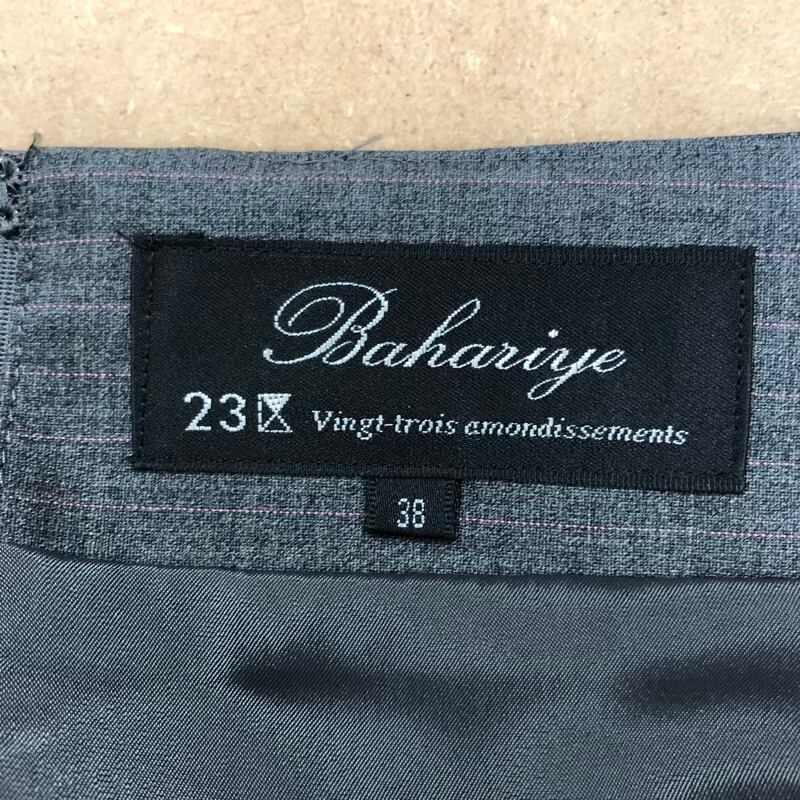 Bahariye
23区 Vingt-trois amondissements
38